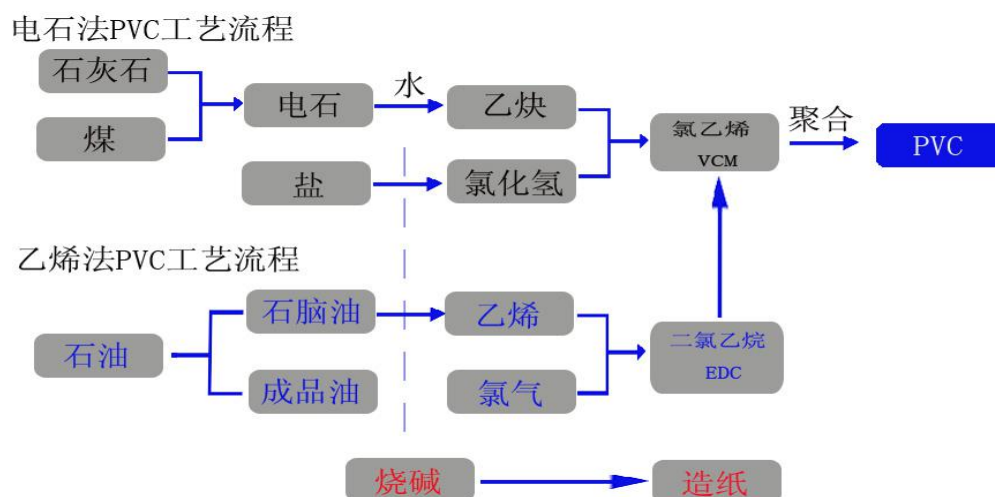 电石法PVC工艺流程
石灰石
煤
电石
水
乙炔
盐
氯化氢
氯乙烯
VCM
聚合
PVC
乙烯法PVC工艺流程
石油
石脑油
成品油
乙烯
氯气
二氯乙烷
EDC
烧碱
造纸